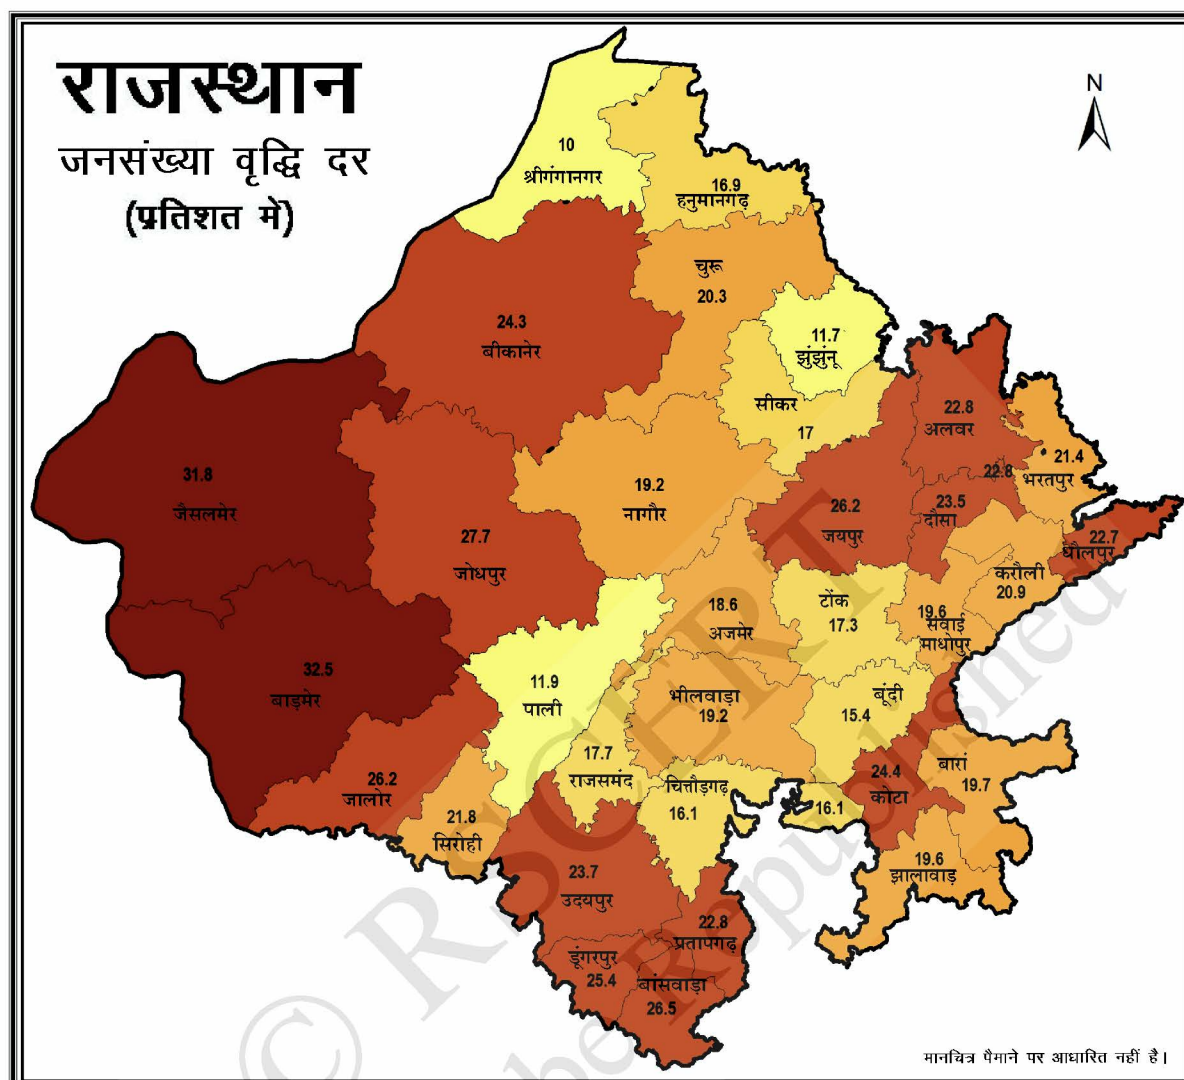 राजस्थान
जनसंख्या वृद्धि दर
(प्रतिशत में)
N
10
श्रीगंगानगर
16.9
हनुमानगढ़
चुरू
20.3
24.3
बीकानेर
11.7
झुंझुंनू
सीकर
17
22.8
अलवर
22.8
21.4
भरतपुर
31.8
जैसलमेर
19.2
नागौर
26.2
जयपुर
23.5
दौसा
22.7
धौलपुर
27.7
जोधपुर
करौली
20.9
18.6
अजमेर
टोंक
17.3
19.6
सवाई
माधोपुर
32.5
बाड़मेर
11.9
पाली
भीलवाड़ा
19.2
बूंदी
15.4
17.7
राजसमंद
चित्तौड़गढ़
16.1
16.1
24.4
कोटा
बारां
19.7
26.2
जालोर
21.8
सिरोही
19.6
झालावाड़
23.7
उदयपुर
22.8
प्रतापगढ़
डूंगरपुर
25.4
बांसवाड़ा
26.5
मानचित्र पैमाने पर आधारित नहीं है।
© RSCERT
be Republished